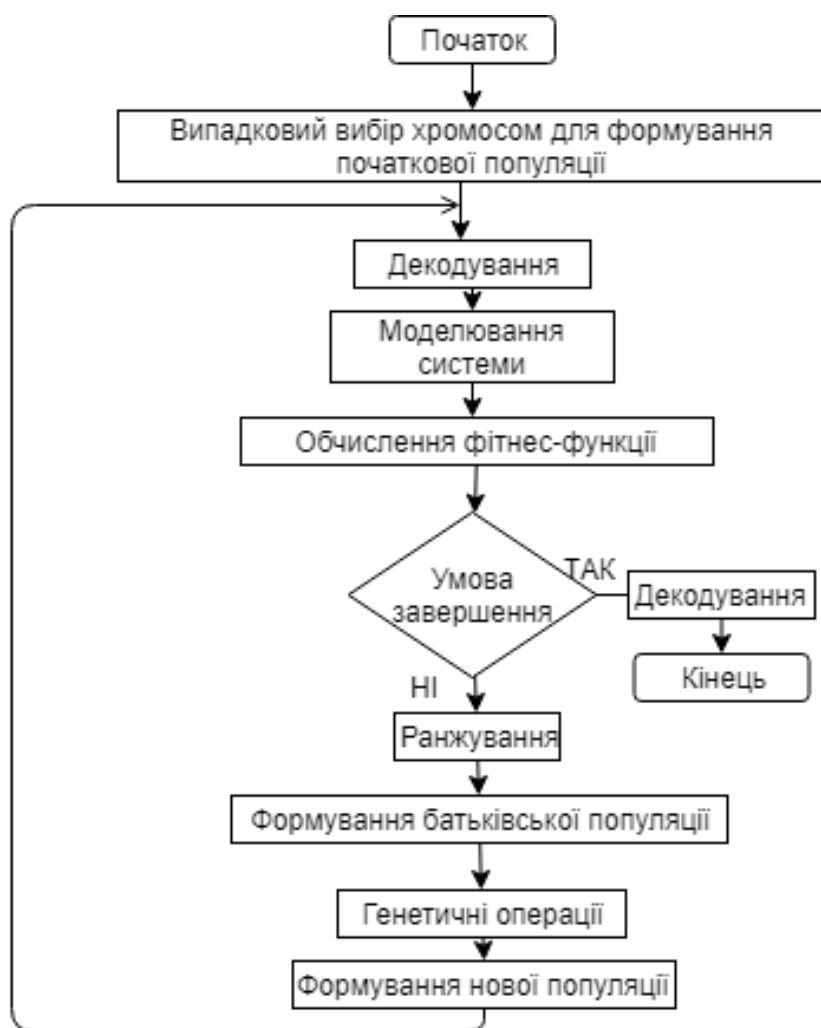 Початок
Випадковий вибір хромосом для формування
початкової популяції
Декодування
Моделювання
системи
Обчислення фітнес-функції
Умова
завершення
ТАК
Декодування
Кінець
НІ
Ранжування
Формування батьківської популяції
Генетичні операції
Формування нової популяції